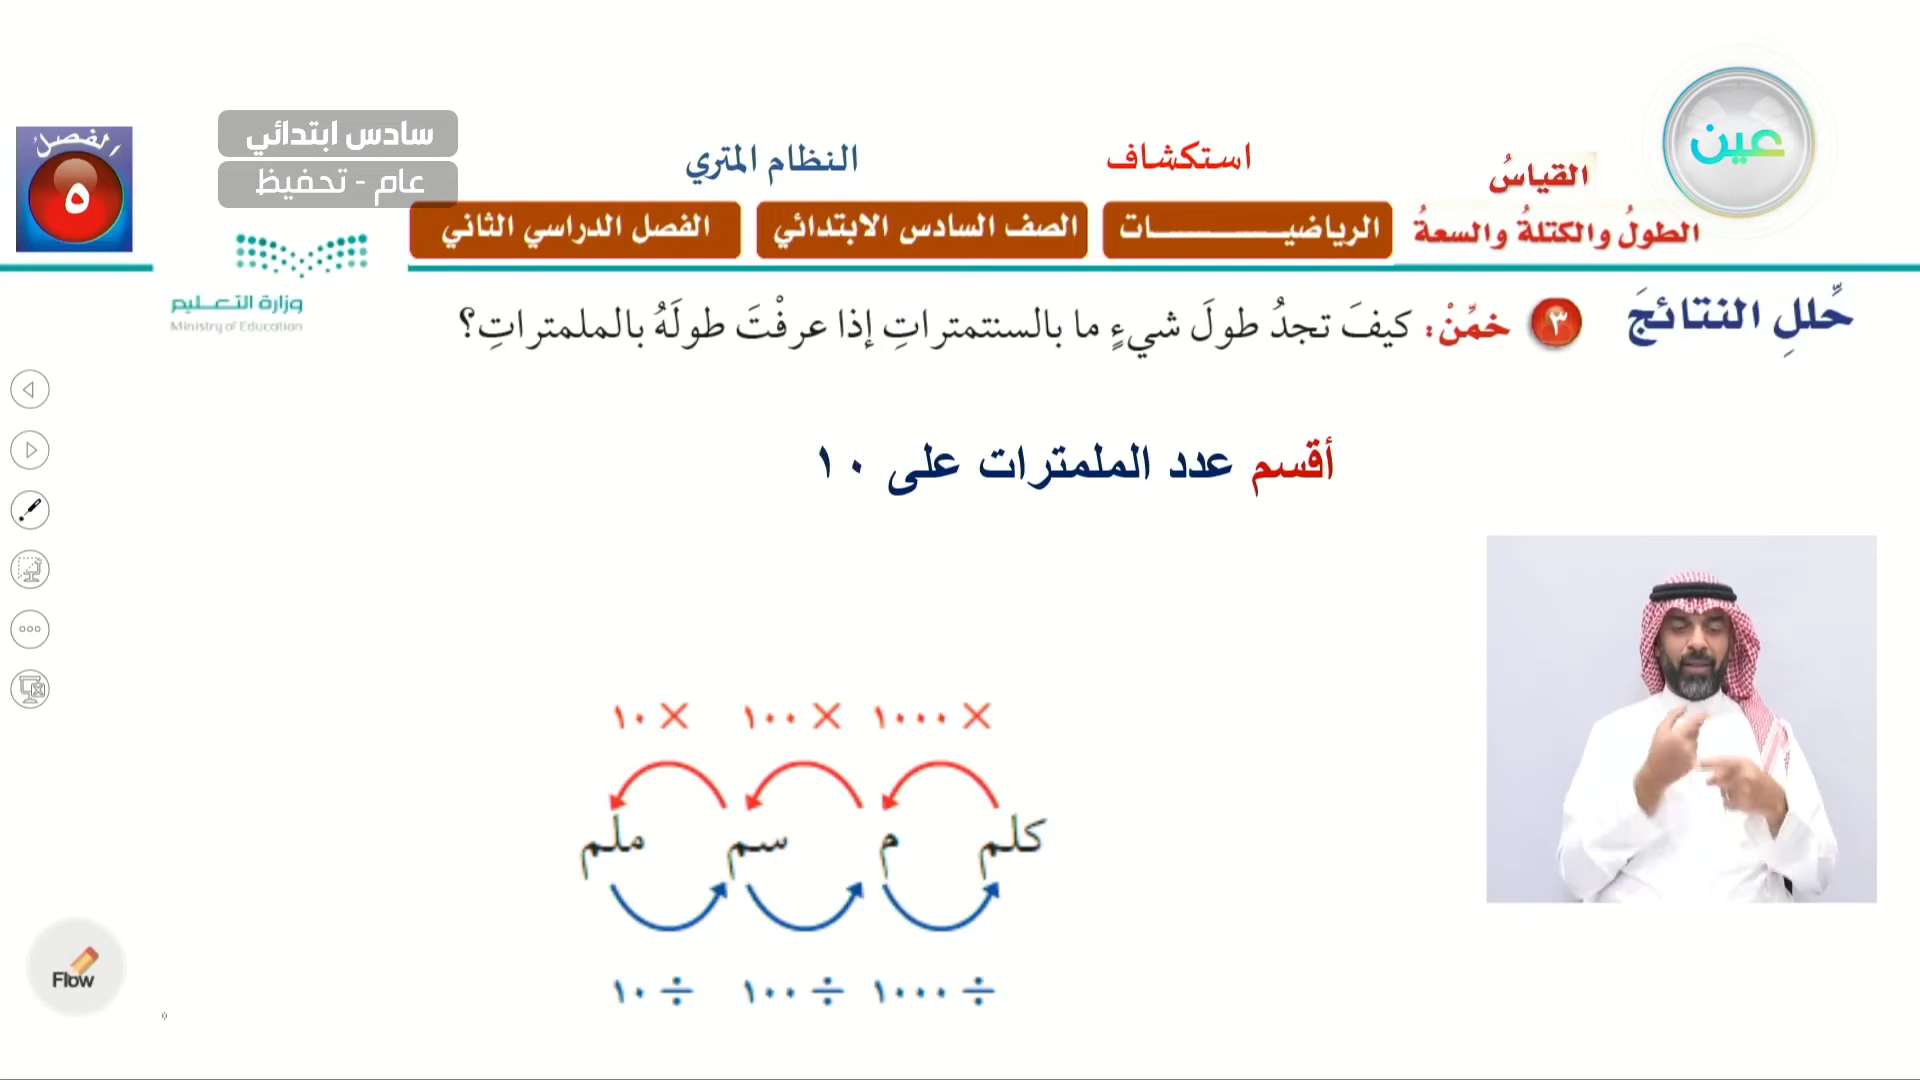 عين
سادس ابتدائي
عام - تحفيظ
الفصل
٥
القياسُ
الطولُ والكتلةُ والسعةُ
استكشاف
النظام المتري
الرياضيـــــــــــات
الصف السادس الابتدائي
الفصل الدراسي الثاني
وزارة التعـليم
Ministry of Education
حَّللِ النتائجَ
٣ خمِّنْ: كيفَ تجدُ طولَ شيءٍ ما بالسنتمتراتِ إذا عرفْتَ طولَهُ بالملمتراتِ؟
أقسم عدد الملمترات على ١٠
× ١٠٠٠ × ١٠٠ × ١٠
كلم م سم ملم
÷ ١٠٠٠ ÷ ١٠٠ ÷ ١٠
Flow